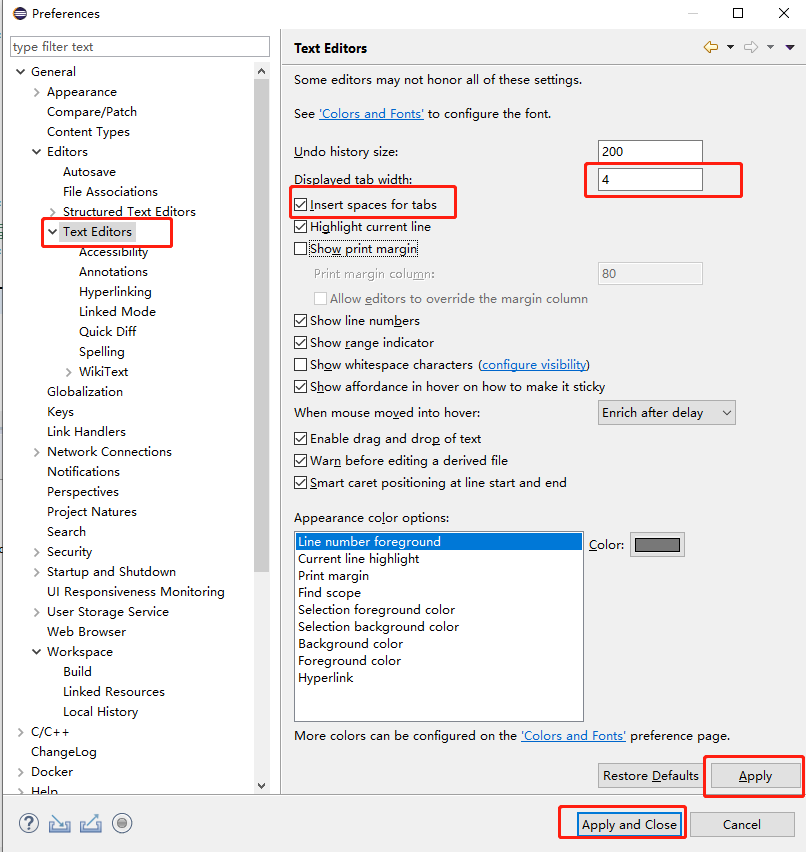 Preferences
type filter text
General
Appearance
Compare/Patch
Content Types
Editors
Autosave
File Associations
Structured Text Editors
Text Editors
Accessibility
Annotations
Hyperlinking
Linked Mode
Quick Diff
Spelling
WikiText
Globalization
Keys
Link Handlers
Network Connections
Notifications
Perspectives
Project Natures
Search
Security
Startup and Shutdown
UI Responsiveness Monitoring
User Storage Service
Web Browser
Workspace
Build
Linked Resources
Local History
C/C++
ChangeLog
Docker
Help
Text Editors
Some editors may not honor all of these settings.
See 'Colors and Fonts' to configure the font.
Undo history size: 200
Displayed tab width: 4
Insert spaces for tabs
Highlight current line
Show print margin
Print margin column: 80
Allow editors to override the margin column
Show line numbers
Show range indicator
Show whitespace characters (configure visibility)
Show affordance in hover on how to make it sticky
When mouse moved into hover: Enrich after delay
Enable drag and drop of text
Warn before editing a derived file
Smart caret positioning at line start and end
Appearance color options:
Line number foreground
Current line highlight
Print margin
Find scope
Selection foreground color
Selection background color
Background color
Foreground color
Hyperlink
Color:
More colors can be configured on the 'Colors and Fonts' preference page.
Restore Defaults Apply
Apply and Close Cancel